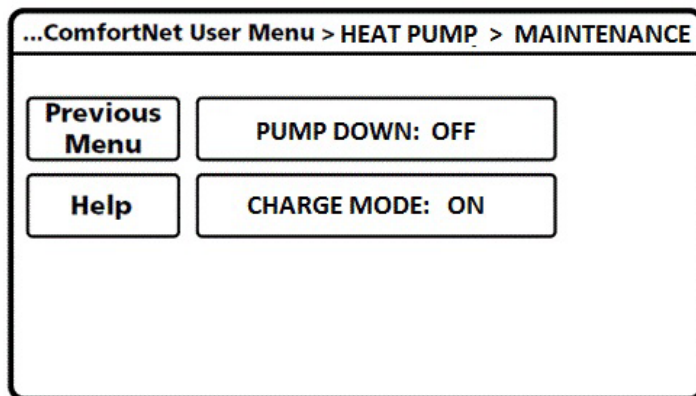 ...ComfortNet User Menu > HEAT PUMP > MAINTENANCE
Previous
Menu
PUMP DOWN: OFF
Help
CHARGE MODE: ON